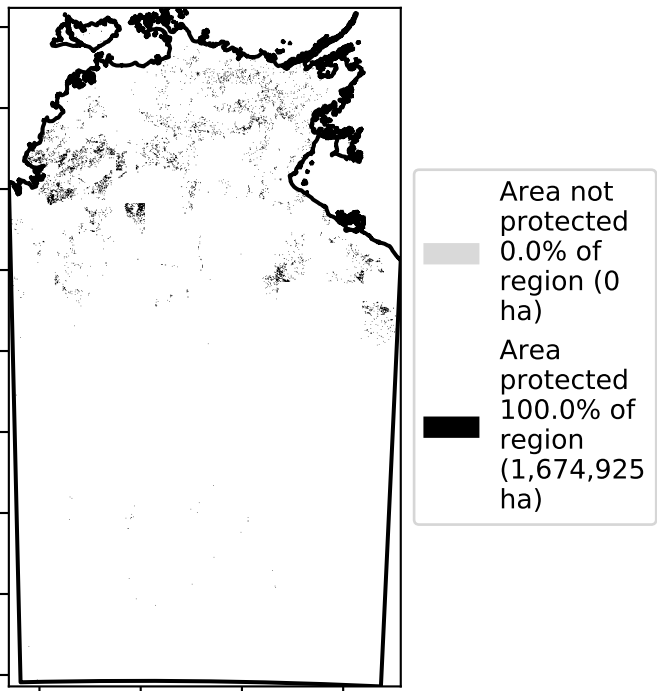 Area not
protected
0.0% of
region (0
ha)
Area
protected
100.0% of
region
(1,674,925
ha)